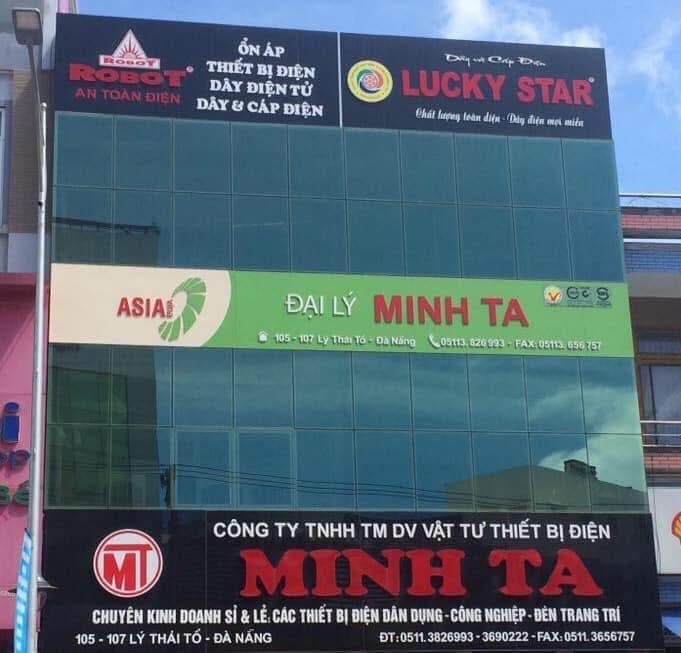 ROBOT
ROBOT®
AN TOÀN ĐIỆN
ỔN ÁP
THIẾT BỊ ĐIỆN
DÂY ĐIỆN TỪ
DÂY & CÁP ĐIỆN
Dây và Cáp Điện
LUCKY STAR®
Chất lượng toàn diện - Dây điện mọi miền
ASIA
ĐẠI LÝ MINH TA
105 - 107 Lý Thái Tổ - Đà Nẵng 05113. 826 993 - FAX: 05113. 656 757
MT
CÔNG TY TNHH TM DV VẬT TƯ THIẾT BỊ ĐIỆN
MINH TA
CHUYÊN KINH DOANH SỈ & LẺ: CÁC THIẾT BỊ ĐIỆN DÂN DỤNG - CÔNG NGHIỆP - ĐÈN TRANG TRÍ
105 - 107 LÝ THÁI TỔ - ĐÀ NẴNG ĐT: 0511.3826993 - 3690222 - FAX: 0511.3656757